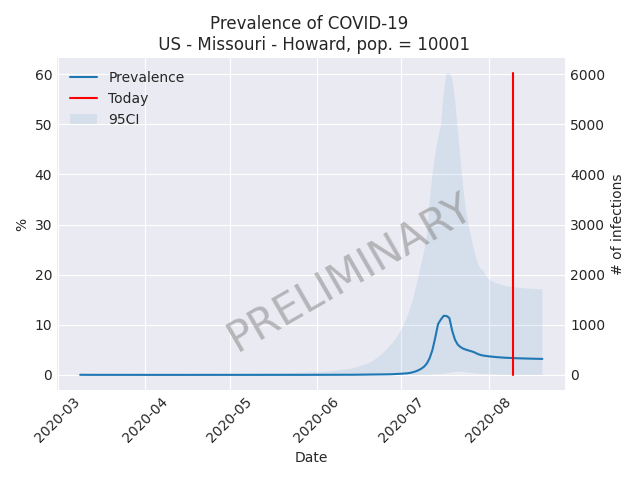 Prevalence of COVID-19
US - Missouri - Howard, pop. = 10001
Prevalence
Today
95CI
PRELIMINARY
60
50
40
30
20
10
0
%
6000
5000
4000
3000
2000
1000
0
# of infections
2020-03
2020-04
2020-05
2020-06
2020-07
2020-08
Date